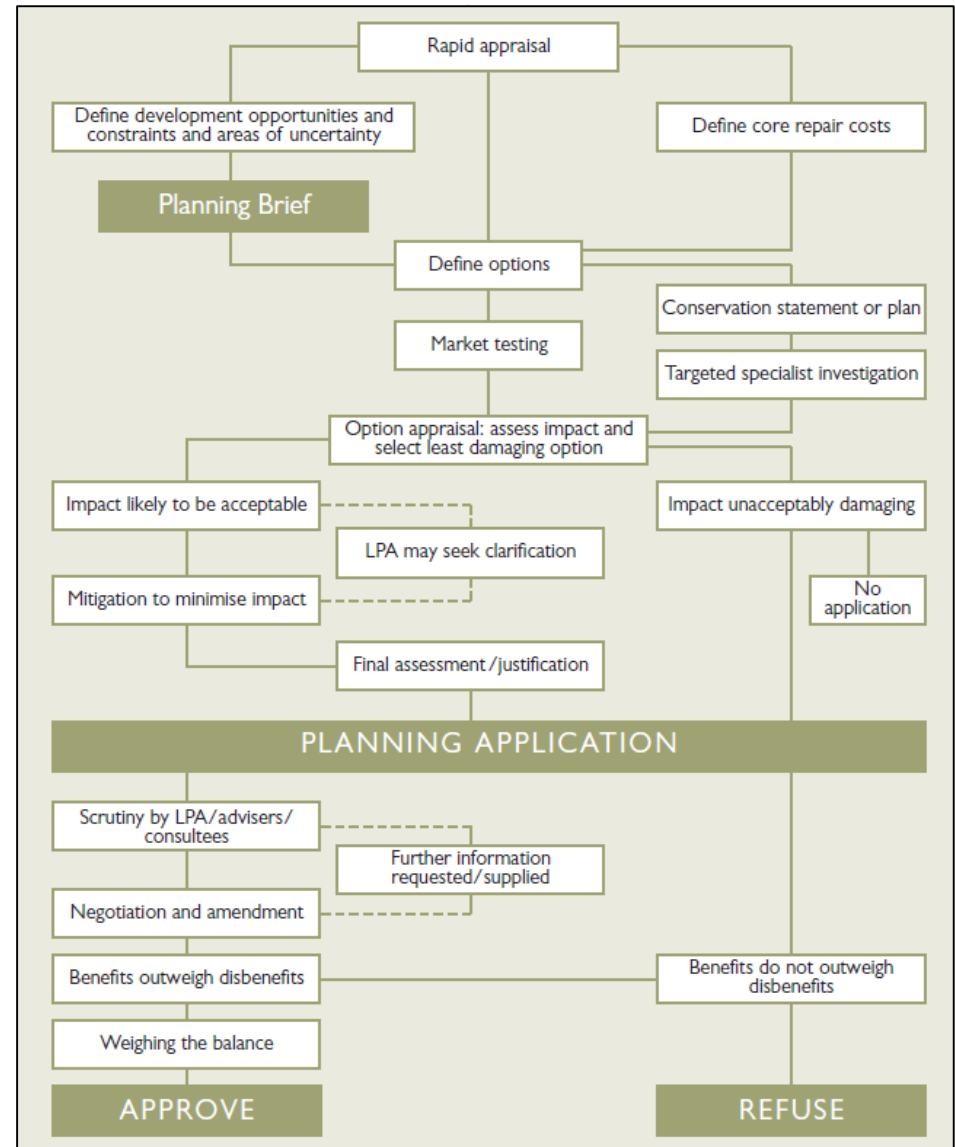 Rapid appraisal
Define development opportunities and
constraints and areas of uncertainty
Define core repair costs
Planning Brief
Define options
Conservation statement or plan
Market testing
Targeted specialist investigation
Option appraisal: assess impact and
select least damaging option
Impact likely to be acceptable
Impact unacceptably damaging
LPA may seek clarification
Mitigation to minimise impact
No
application
Final assessment/justification
PLANNING APPLICATION
Scrutiny by LPA/advisers/
consultees
Further information
requested/supplied
Negotiation and amendment
Benefits outweigh disbenefits
Benefits do not outweigh
disbenefits
Weighing the balance
APPROVE
REFUSE